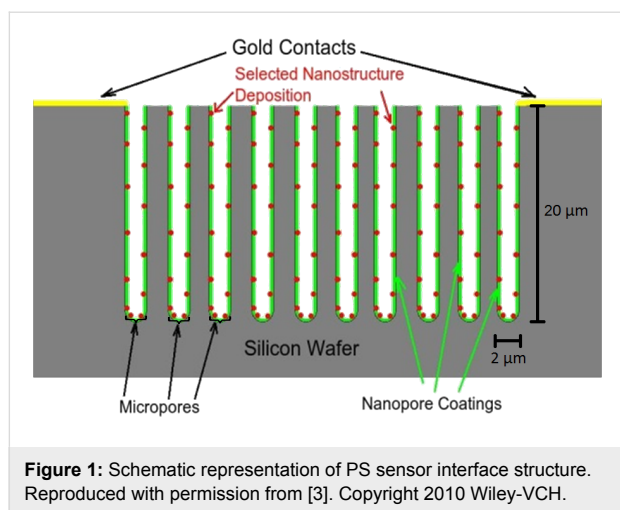 Gold Contacts
Selected Nanostructure
Deposition
20 µm
Silicon Wafer
2 µm
Micropores
Nanopore Coatings
Figure 1: Schematic representation of PS sensor interface structure.
Reproduced with permission from [3]. Copyright 2010 Wiley-VCH.